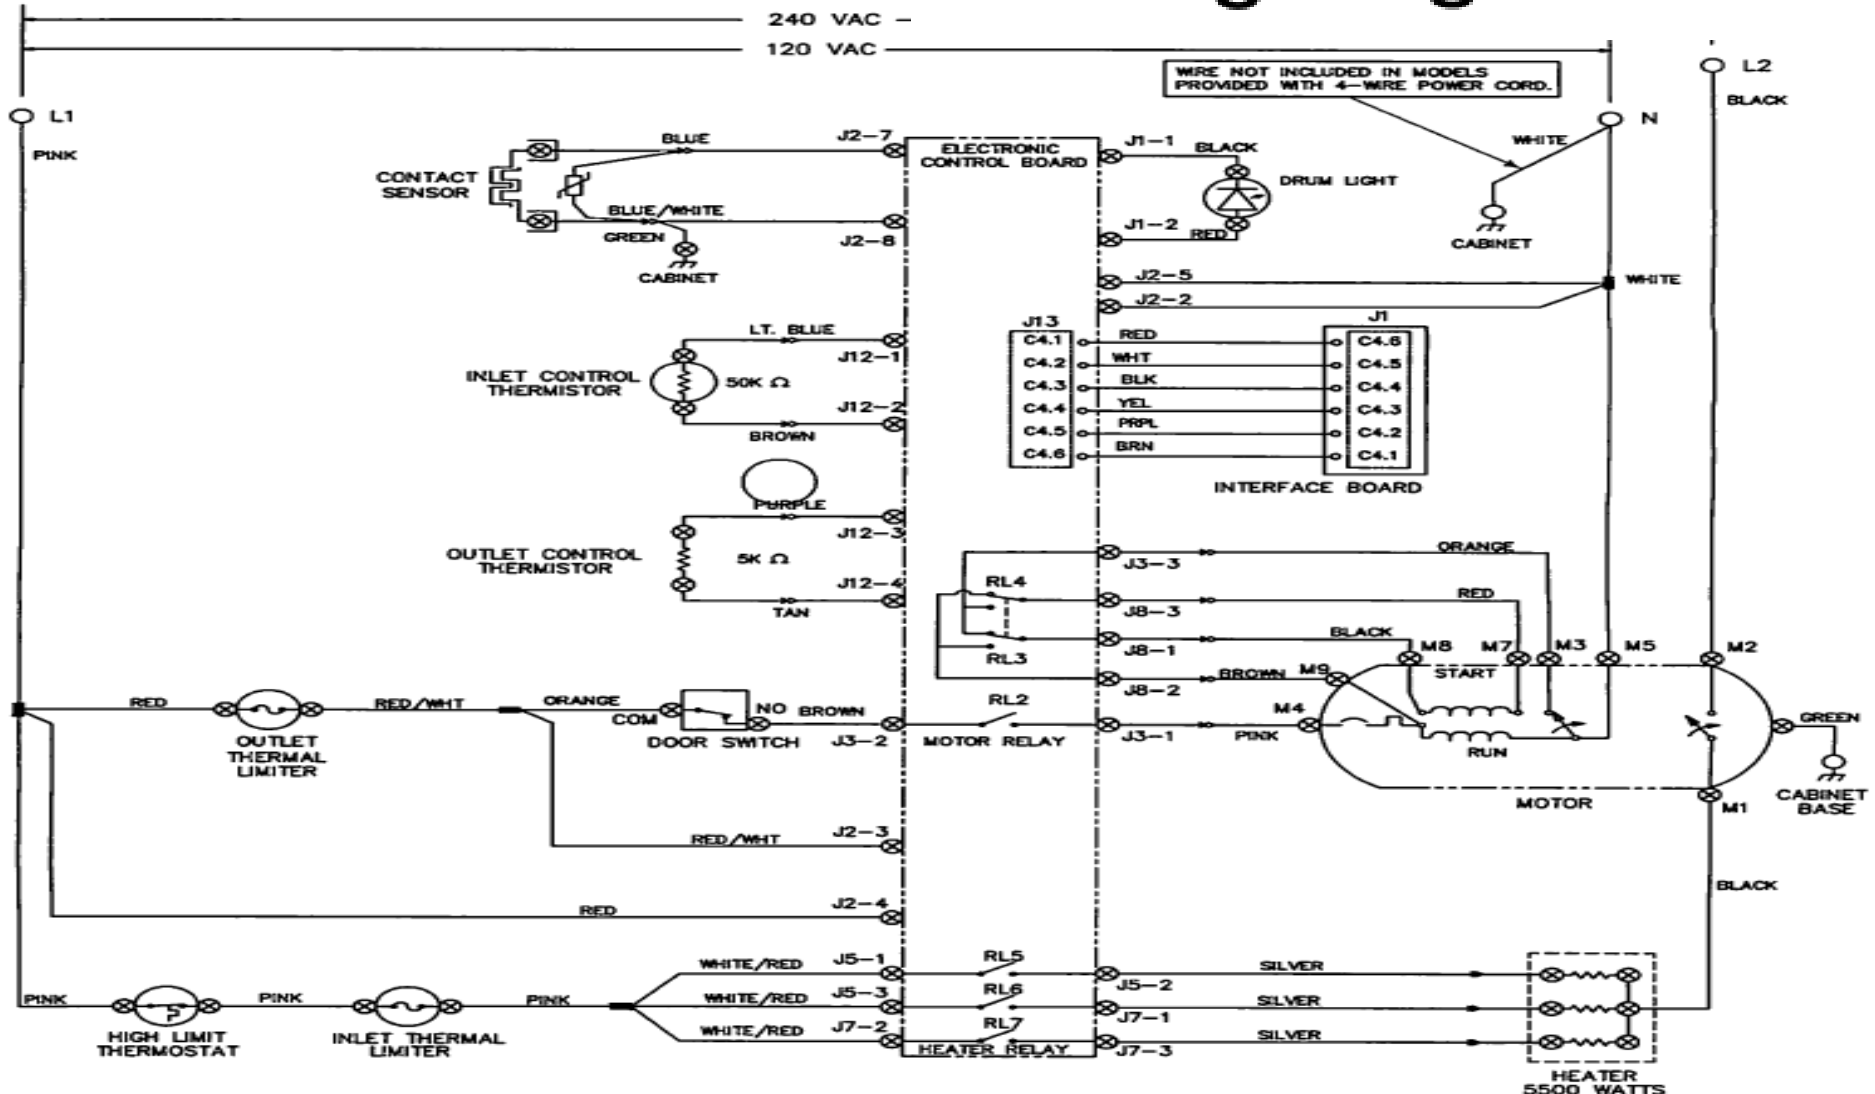 240 VAC
120 VAC
WIRE NOT INCLUDED IN MODELS
PROVIDED WITH 4-WIRE POWER CORD.
L2
BLACK
L1
PINK
N
WHITE
CABINET
BLUE
J2-7
CONTACT
SENSOR
BLUE/WHITE
GREEN
J2-8
CABINET
ELECTRONIC
CONTROL BOARD
J1-1
BLACK
DRUM LIGHT
J1-2
RED
J2-5
WHITE
J2-2
LT. BLUE
J12-1
INLET CONTROL
THERMISTOR
50K Ω
J12-2
BROWN
J13
J1
C4.1
RED
C4.6
C4.2
WHT
C4.5
C4.3
BLK
C4.4
C4.4
YEL
C4.3
C4.5
PRPL
C4.2
C4.6
BRN
C4.1
INTERFACE BOARD
PURPLE
J12-3
OUTLET CONTROL
THERMISTOR
5K Ω
J12-4
TAN
J3-3
ORANGE
RL4
J8-3
RED
RL3
J8-1
BLACK
J8-2
BROWN
M9
M8
M7
M3
M5
M2
START
RED
OUTLET
THERMAL
LIMITER
RED/WHT
ORANGE
COM
NO
BROWN
DOOR SWITCH
J3-2
RL2
MOTOR RELAY
J3-1
PINK
M4
RUN
MOTOR
GREEN
CABINET
BASE
M1
RED/WHT
J2-3
RED
J2-4
BLACK
PINK
HIGH LIMIT
THERMOSTAT
PINK
INLET THERMAL
LIMITER
PINK
WHITE/RED
J5-1
RL5
J5-2
SILVER
WHITE/RED
J5-3
RL6
J7-1
SILVER
WHITE/RED
J7-2
RL7
J7-3
SILVER
HEATER RELAY
HEATER
5500 WATTS